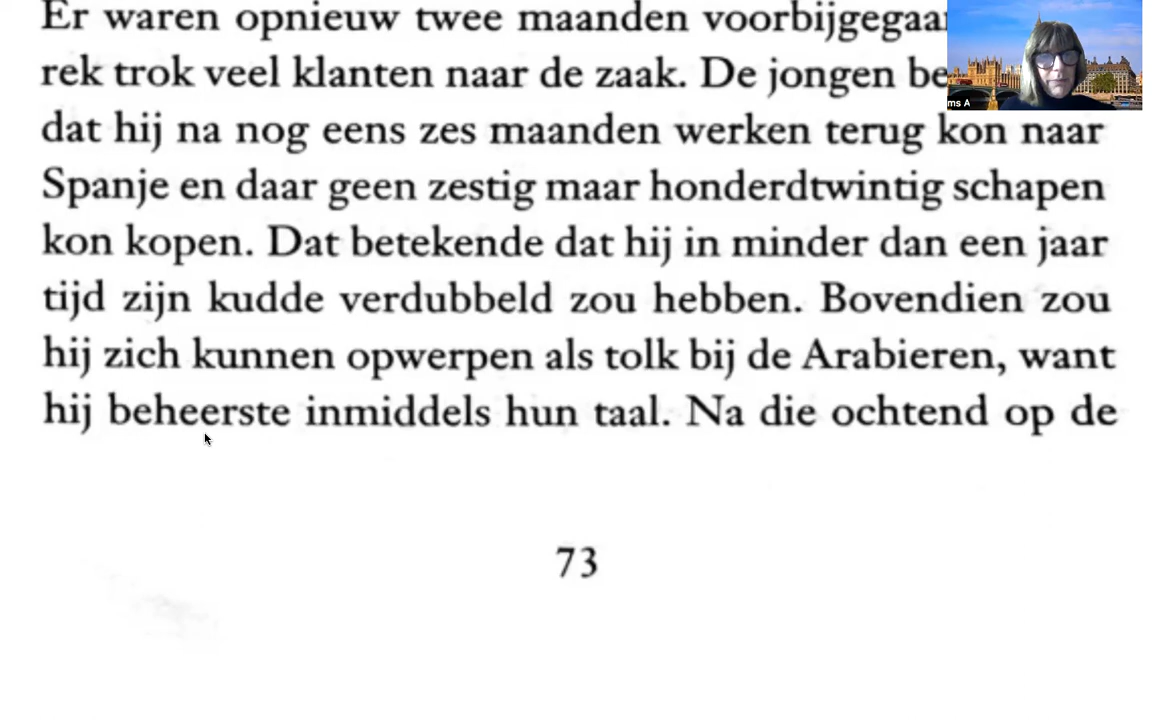 Er waren opnieuw twee maanden voorbijgegaa
rek trok veel klanten naar de zaak. De jongen be
dat hij na nog eens zes maanden werken terug kon naar
Spanje en daar geen zestig maar honderdtwintig schapen
kon kopen. Dat betekende dat hij in minder dan een jaar
tijd zijn kudde verdubbeld zou hebben. Bovendien zou
hij zich kunnen opwerpen als tolk bij de Arabieren, want
hij beheerste inmiddels hun taal. Na die ochtend op de
73
ms A